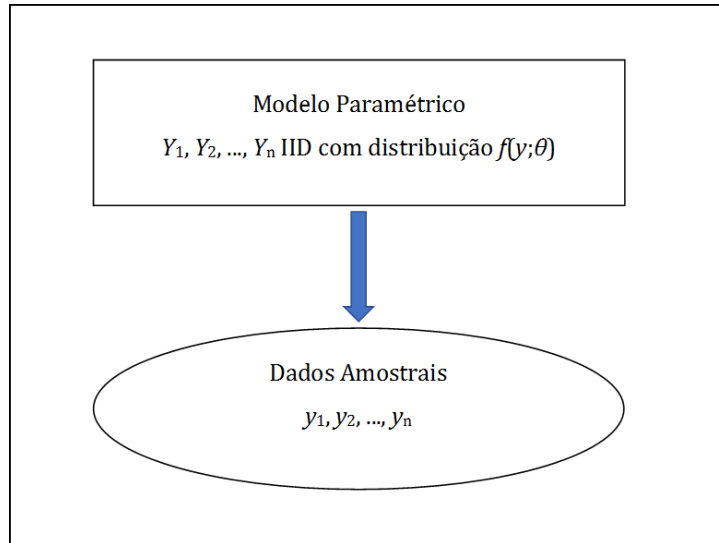 Modelo Paramétrico
Y₁, Y₂, ..., Yₙ IID com distribuição f(y;θ)
Dados Amostrais
y₁, y₂, ..., yₙ